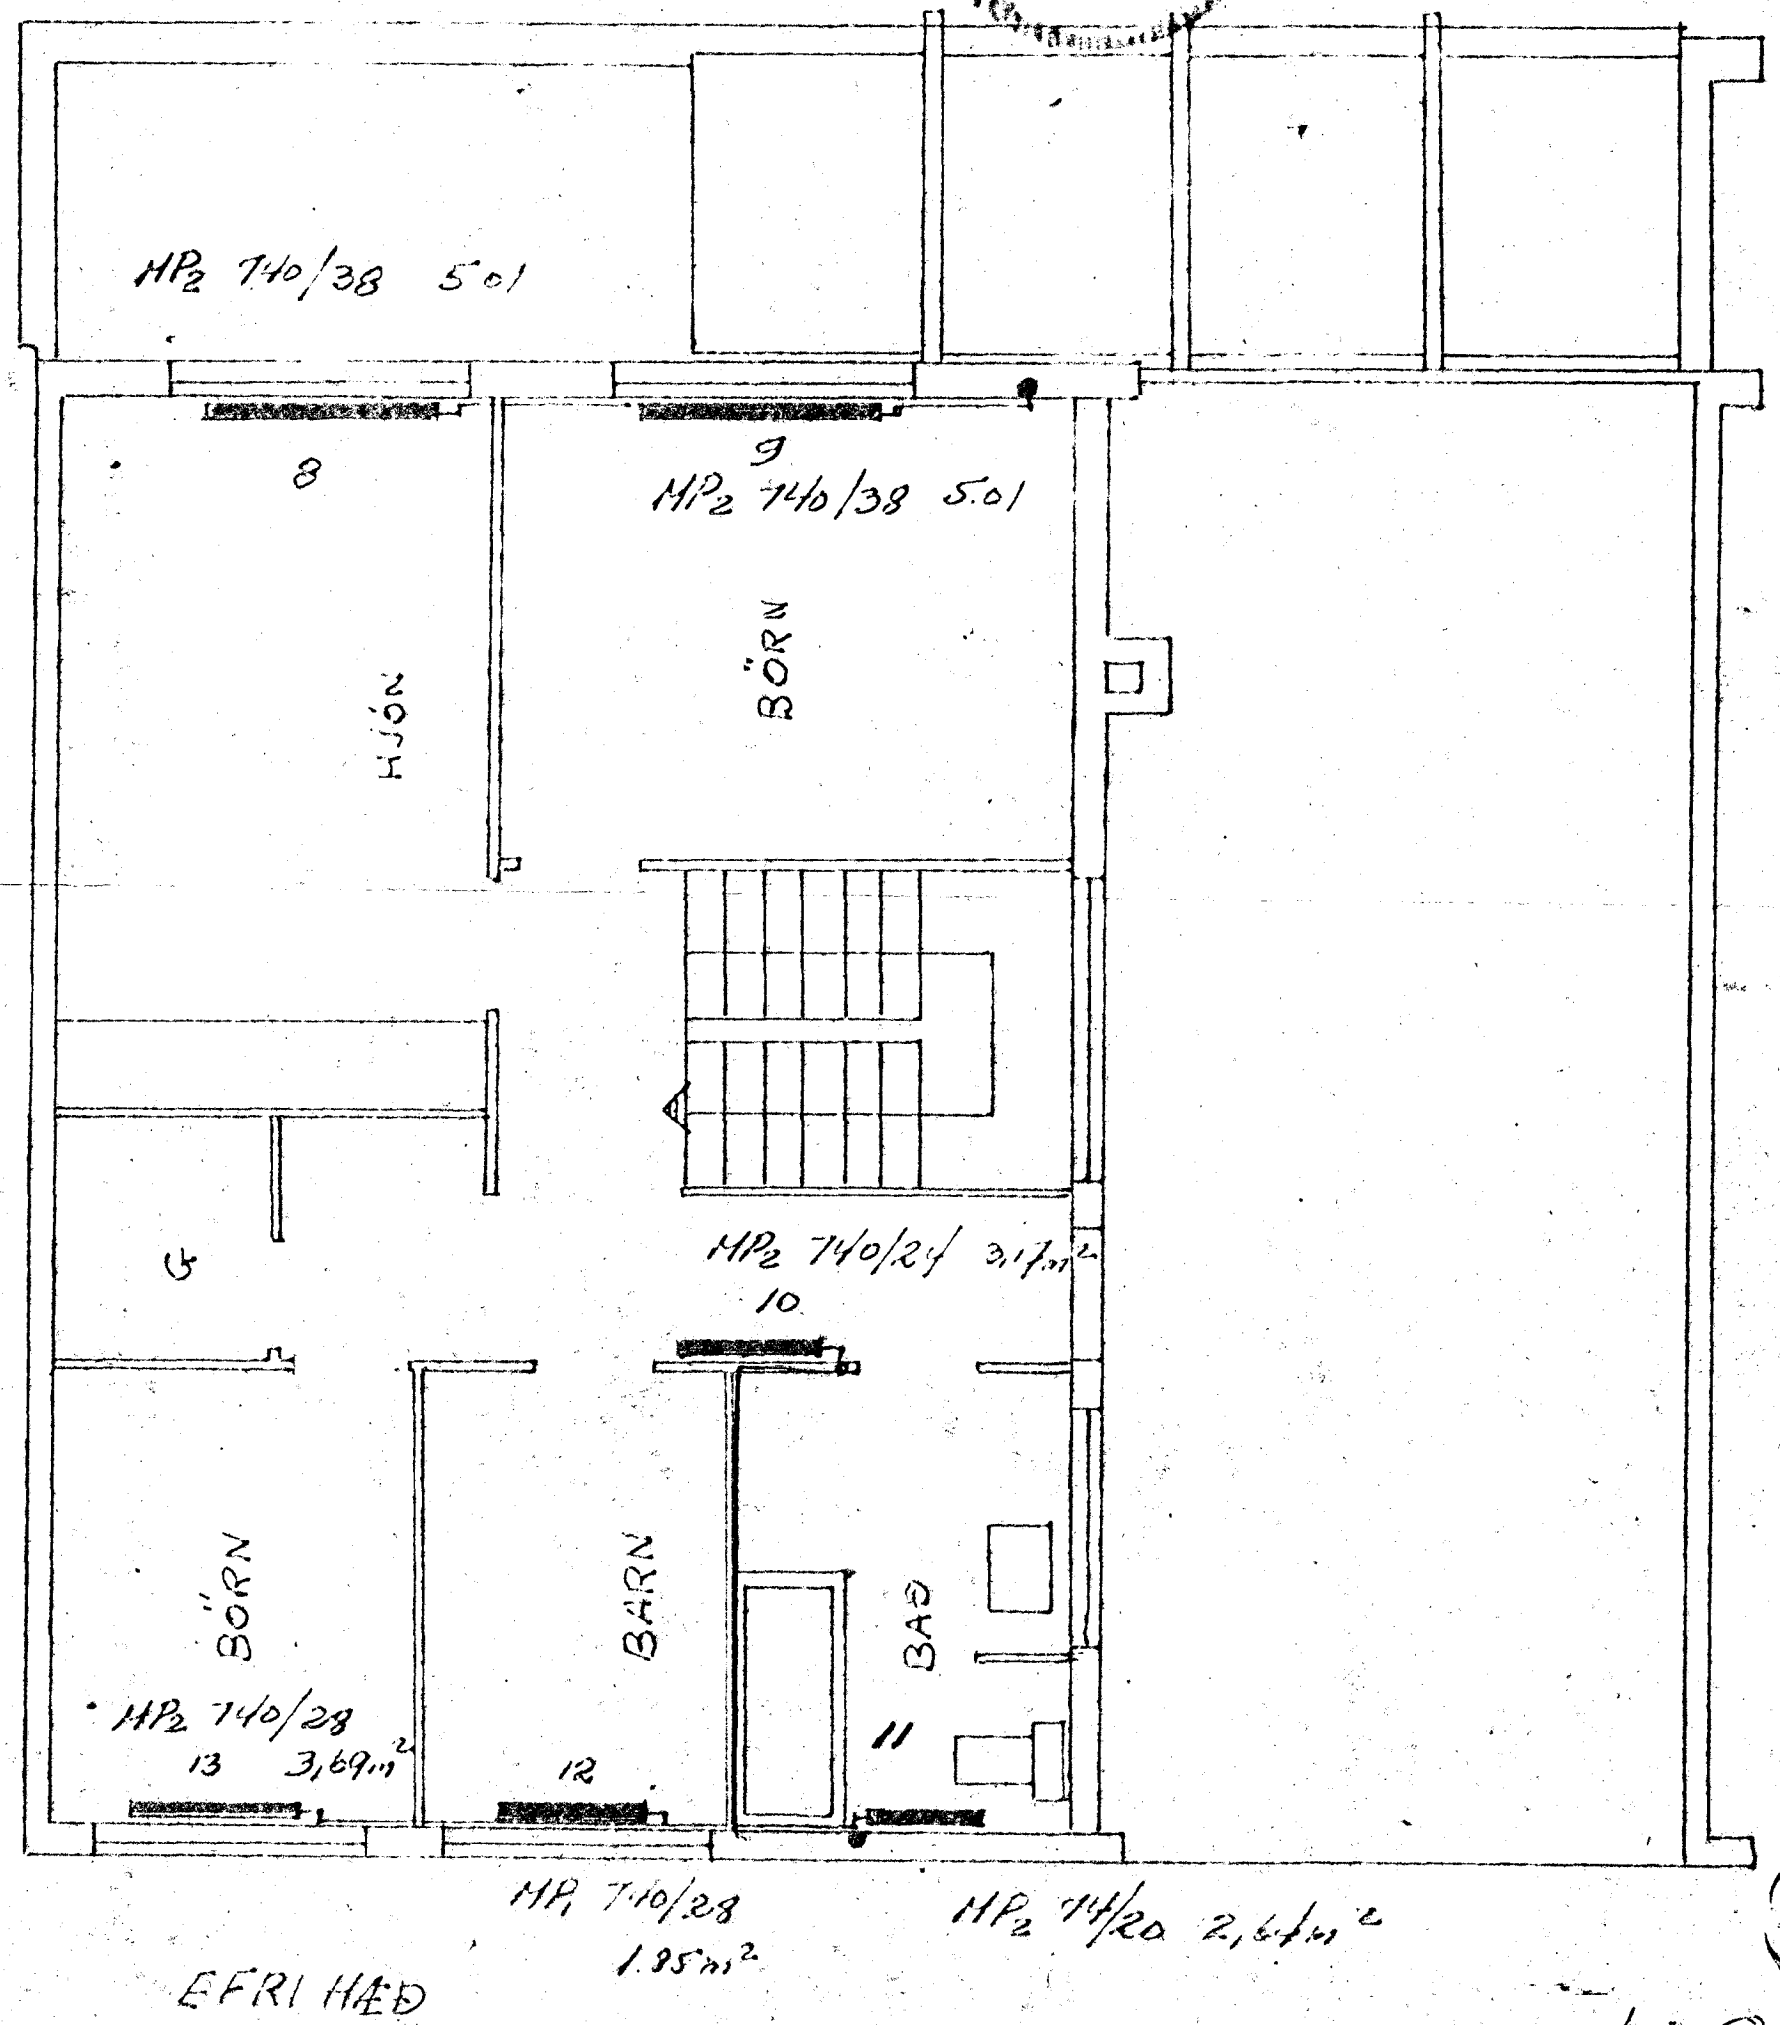 MP2 740/38 5.01
8
9
MP2 740/38 5.01
HJÓN
BÖRN
MP2 740/24 3,17m²
10
G
BÖRN
BARN
BAÐ
MP2 740/28
13 3,69m²
12
11
MP1 740/28
1.85m²
MP2 74/20 2,64m²
EFRI HÆÐ